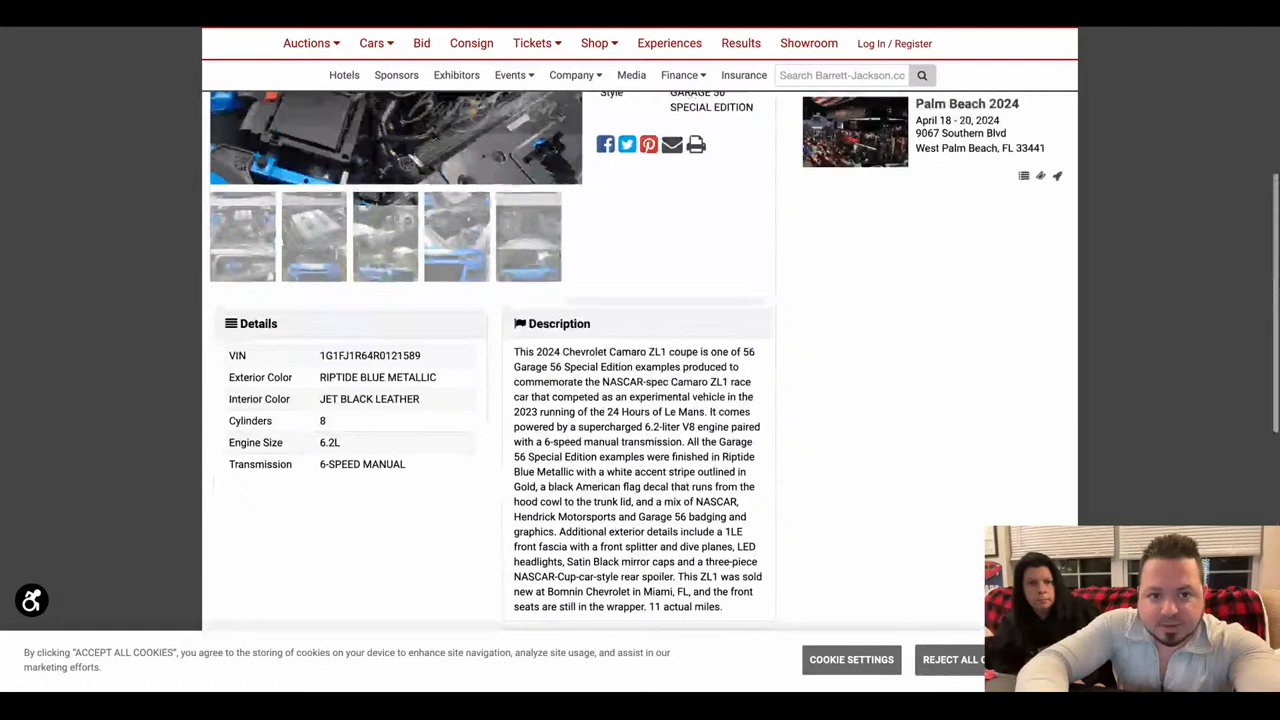 Auctions Cars Bid Consign Tickets Shop Experiences Results Showroom Log In / Register
Hotels Sponsors Exhibitors Events Company Media Finance Insurance Search Barrett-Jackson.cc
Style GARAGE 56
SPECIAL EDITION
Palm Beach 2024
April 18 - 20, 2024
9067 Southern Blvd
West Palm Beach, FL 33441
Details
VIN 1G1FJ1R64R0121589
Exterior Color RIPTIDE BLUE METALLIC
Interior Color JET BLACK LEATHER
Cylinders 8
Engine Size 6.2L
Transmission 6-SPEED MANUAL
Description
This 2024 Chevrolet Camaro ZL1 coupe is one of 56
Garage 56 Special Edition examples produced to
commemorate the NASCAR-spec Camaro ZL1 race
car that competed as an experimental vehicle in the
2023 running of the 24 Hours of Le Mans. It comes
powered by a supercharged 6.2-liter V8 engine paired
with a 6-speed manual transmission. All the Garage
56 Special Edition examples were finished in Riptide
Blue Metallic with a white accent stripe outlined in
Gold, a black American flag decal that runs from the
hood cowl to the trunk lid, and a mix of NASCAR,
Hendrick Motorsports and Garage 56 badging and
graphics. Additional exterior details include a 1LE
front fascia with a front splitter and dive planes, LED
headlights, Satin Black mirror caps and a three-piece
NASCAR-Cup-car-style rear spoiler. This ZL1 was sold
new at Bomnin Chevrolet in Miami, FL, and the front
seats are still in the wrapper. 11 actual miles.
By clicking “ACCEPT ALL COOKIES”, you agree to the storing of cookies on your device to enhance site navigation, analyze site usage, and assist in our
marketing efforts.
COOKIE SETTINGS
REJECT ALL C